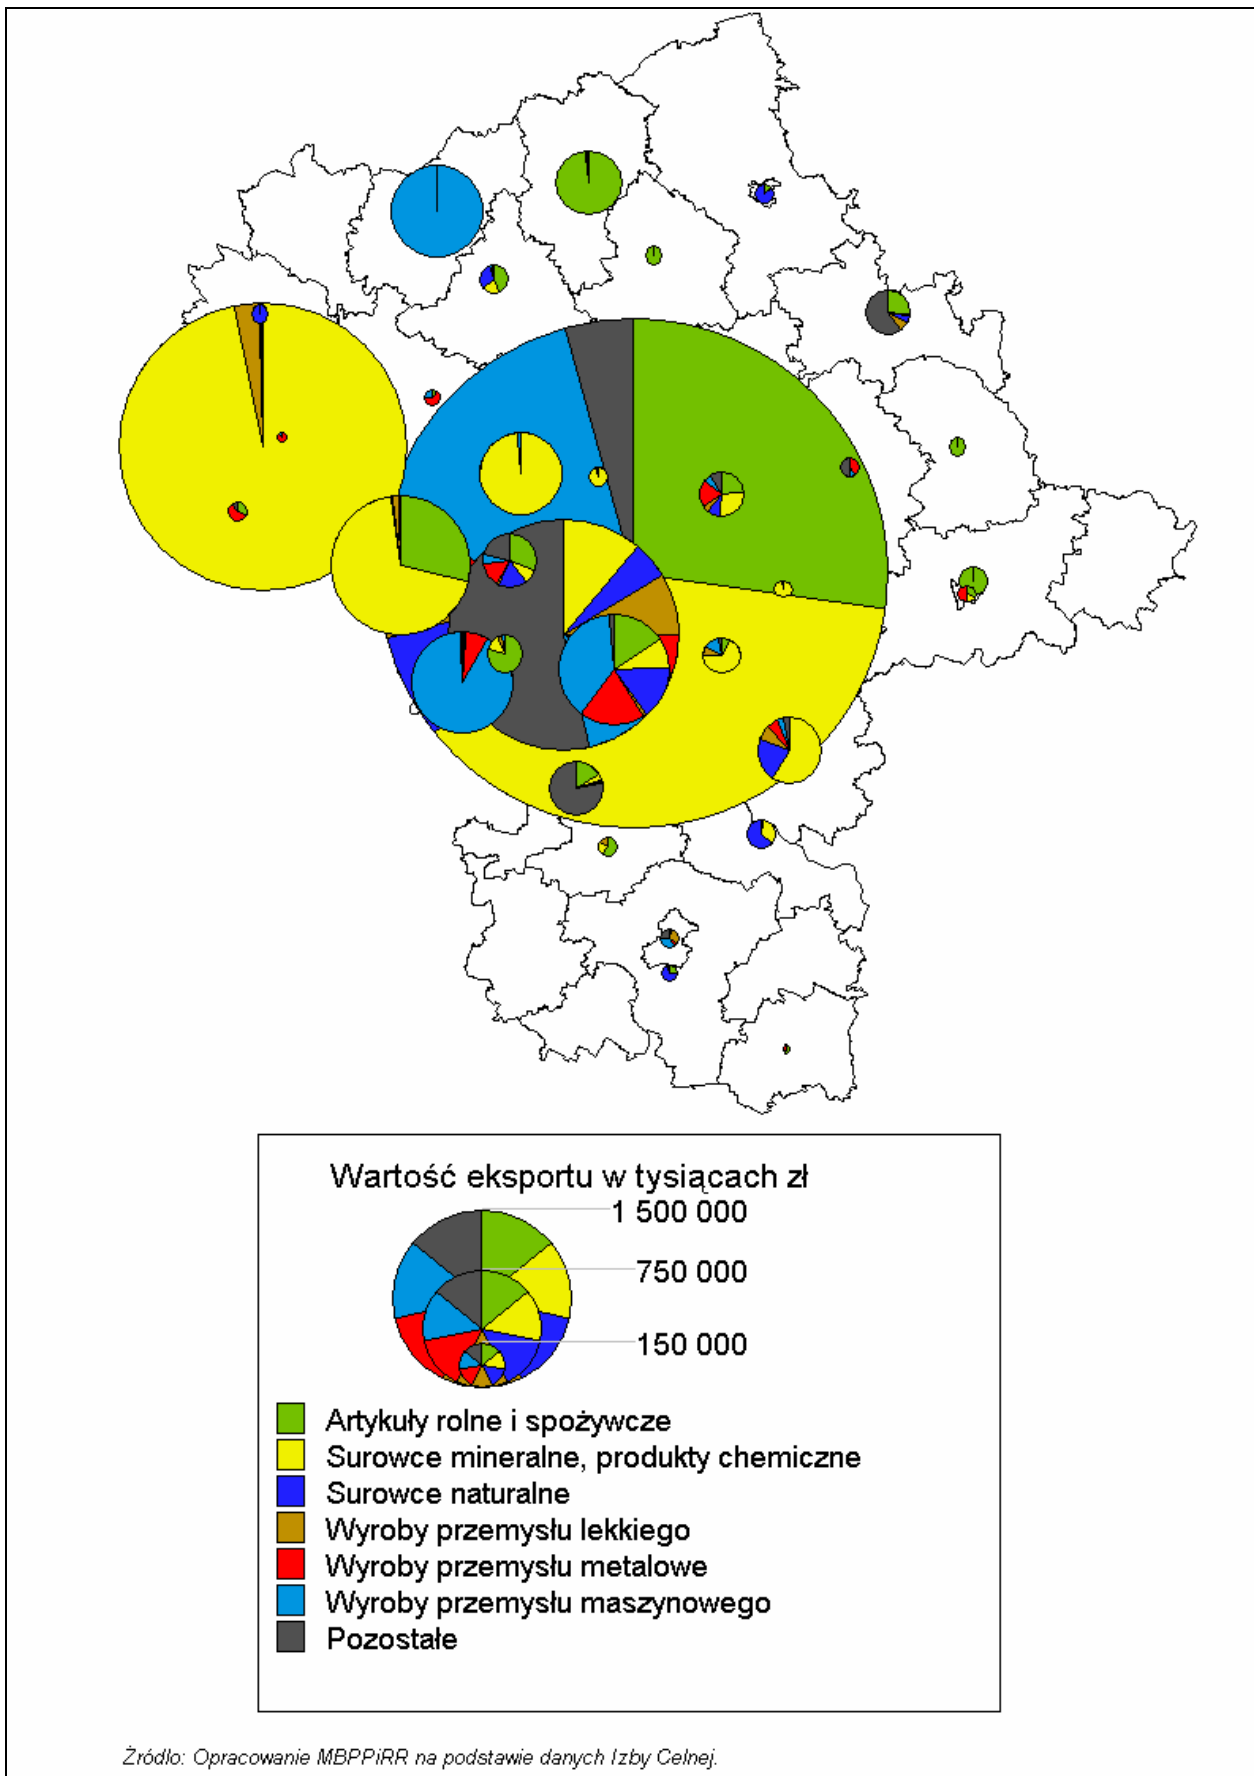 Wartość eksportu w tysiącach zł
1 500 000
750 000
150 000
Artykuły rolne i spożywcze
Surowce mineralne, produkty chemiczne
Surowce naturalne
Wyroby przemysłu lekkiego
Wyroby przemysłu metalowe
Wyroby przemysłu maszynowego
Pozostałe
Źródło: Opracowanie MBPPiRR na podstawie danych Izby Celnej.